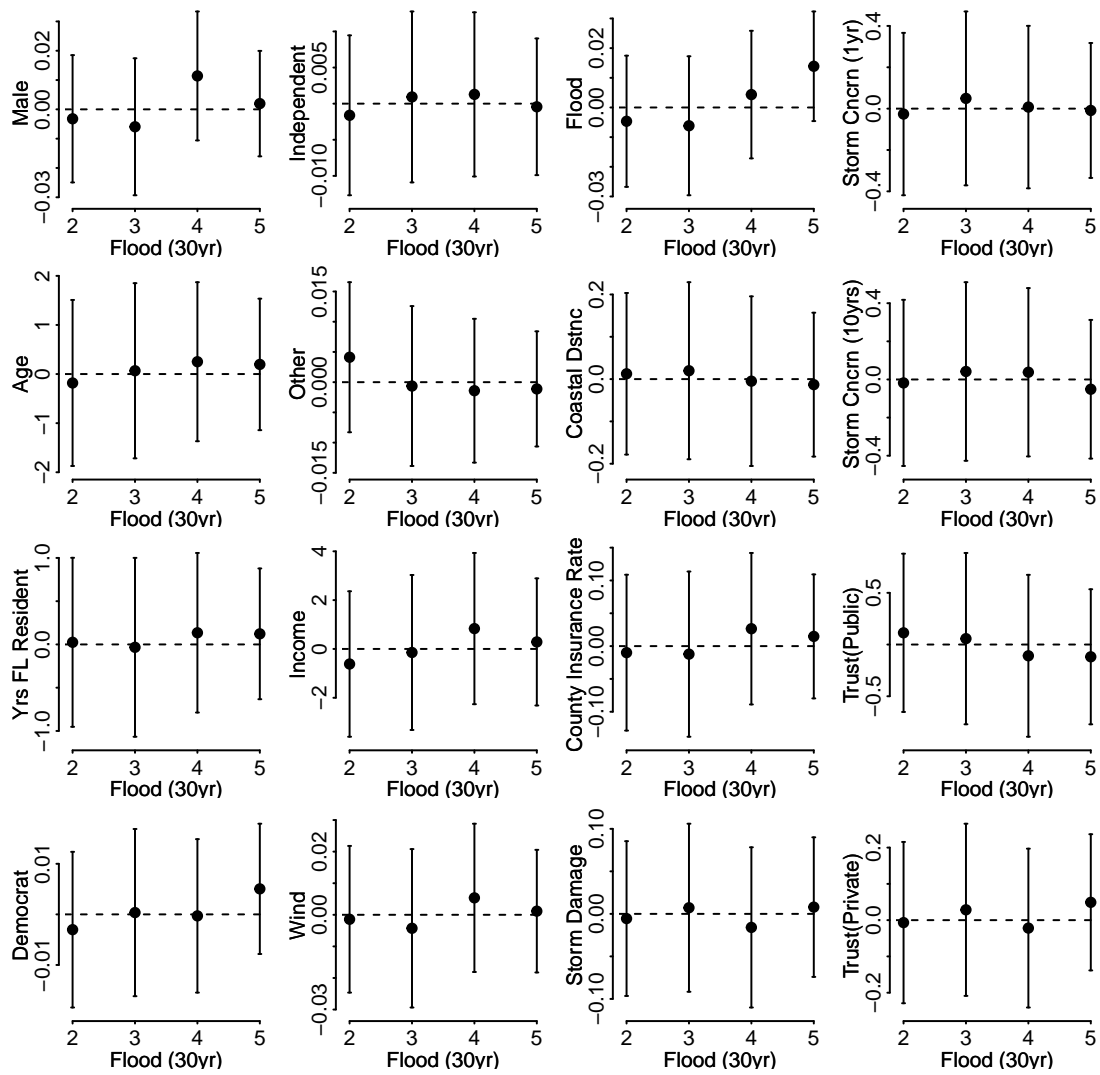 Male
0.02
0.00
−0.03
2 3 4 5
Flood (30yr)
Independent
0.005
−0.010
2 3 4 5
Flood (30yr)
Flood
0.02
0.00
−0.03
2 3 4 5
Flood (30yr)
Storm Cncrn (1yr)
0.4
0.0
−0.4
2 3 4 5
Flood (30yr)
Age
2
1
0
−1
−2
2 3 4 5
Flood (30yr)
Other
0.015
0.000
−0.015
2 3 4 5
Flood (30yr)
Coastal Dstnc
0.2
0.0
−0.2
2 3 4 5
Flood (30yr)
Storm Cncrn (10yrs)
0.4
0.0
−0.4
2 3 4 5
Flood (30yr)
Yrs FL Resident
1.0
0.0
−1.0
2 3 4 5
Flood (30yr)
Income
4
2
0
−2
2 3 4 5
Flood (30yr)
County Insurance Rate
0.10
0.00
−0.10
2 3 4 5
Flood (30yr)
Trust(Public)
0.5
−0.5
2 3 4 5
Flood (30yr)
Democrat
0.01
−0.01
2 3 4 5
Flood (30yr)
Wind
0.02
0.00
−0.03
2 3 4 5
Flood (30yr)
Storm Damage
0.10
0.00
−0.10
2 3 4 5
Flood (30yr)
Trust(Private)
0.2
0.0
−0.2
2 3 4 5
Flood (30yr)